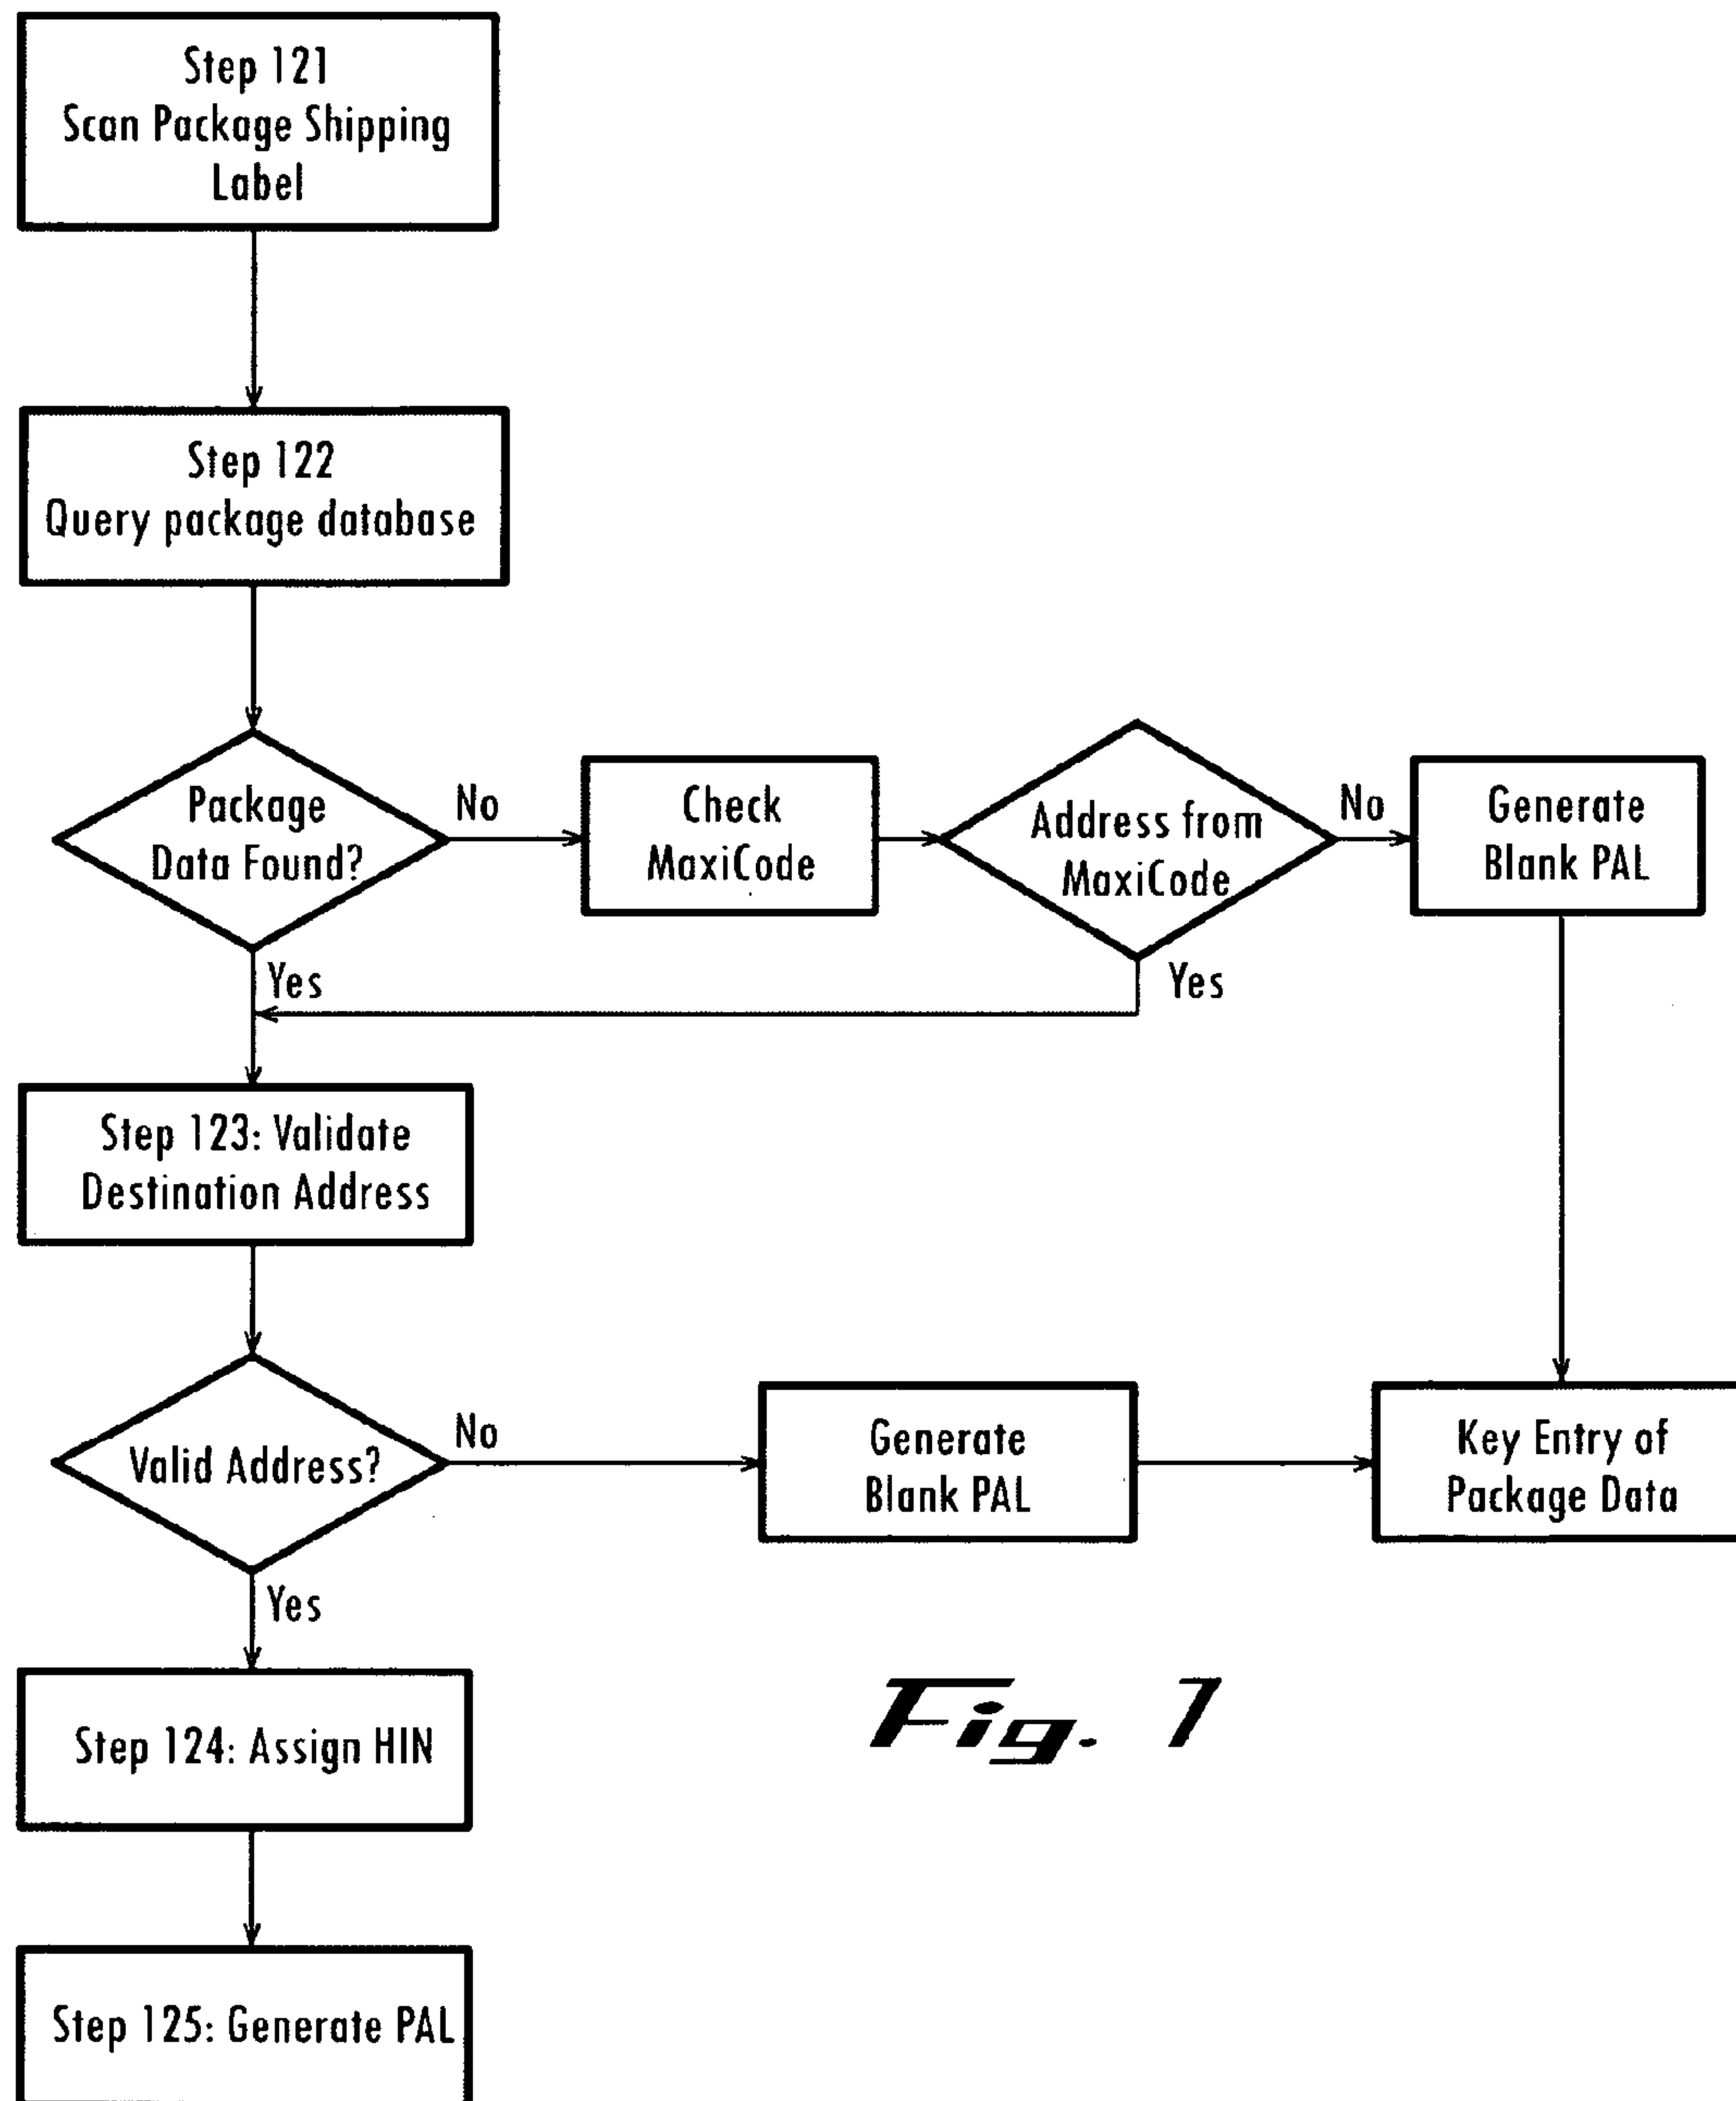 Step 121
Scan Package Shipping
Label
Step 122
Query package database
Package
Data Found?
No
Check
MaxiCode
Address from
MaxiCode
No
Generate
Blank PAL
Yes
Yes
Step 123: Validate
Destination Address
Valid Address?
No
Generate
Blank PAL
Key Entry of
Package Data
Yes
Step 124: Assign HIN
Step 125: Generate PAL
Fig. 7